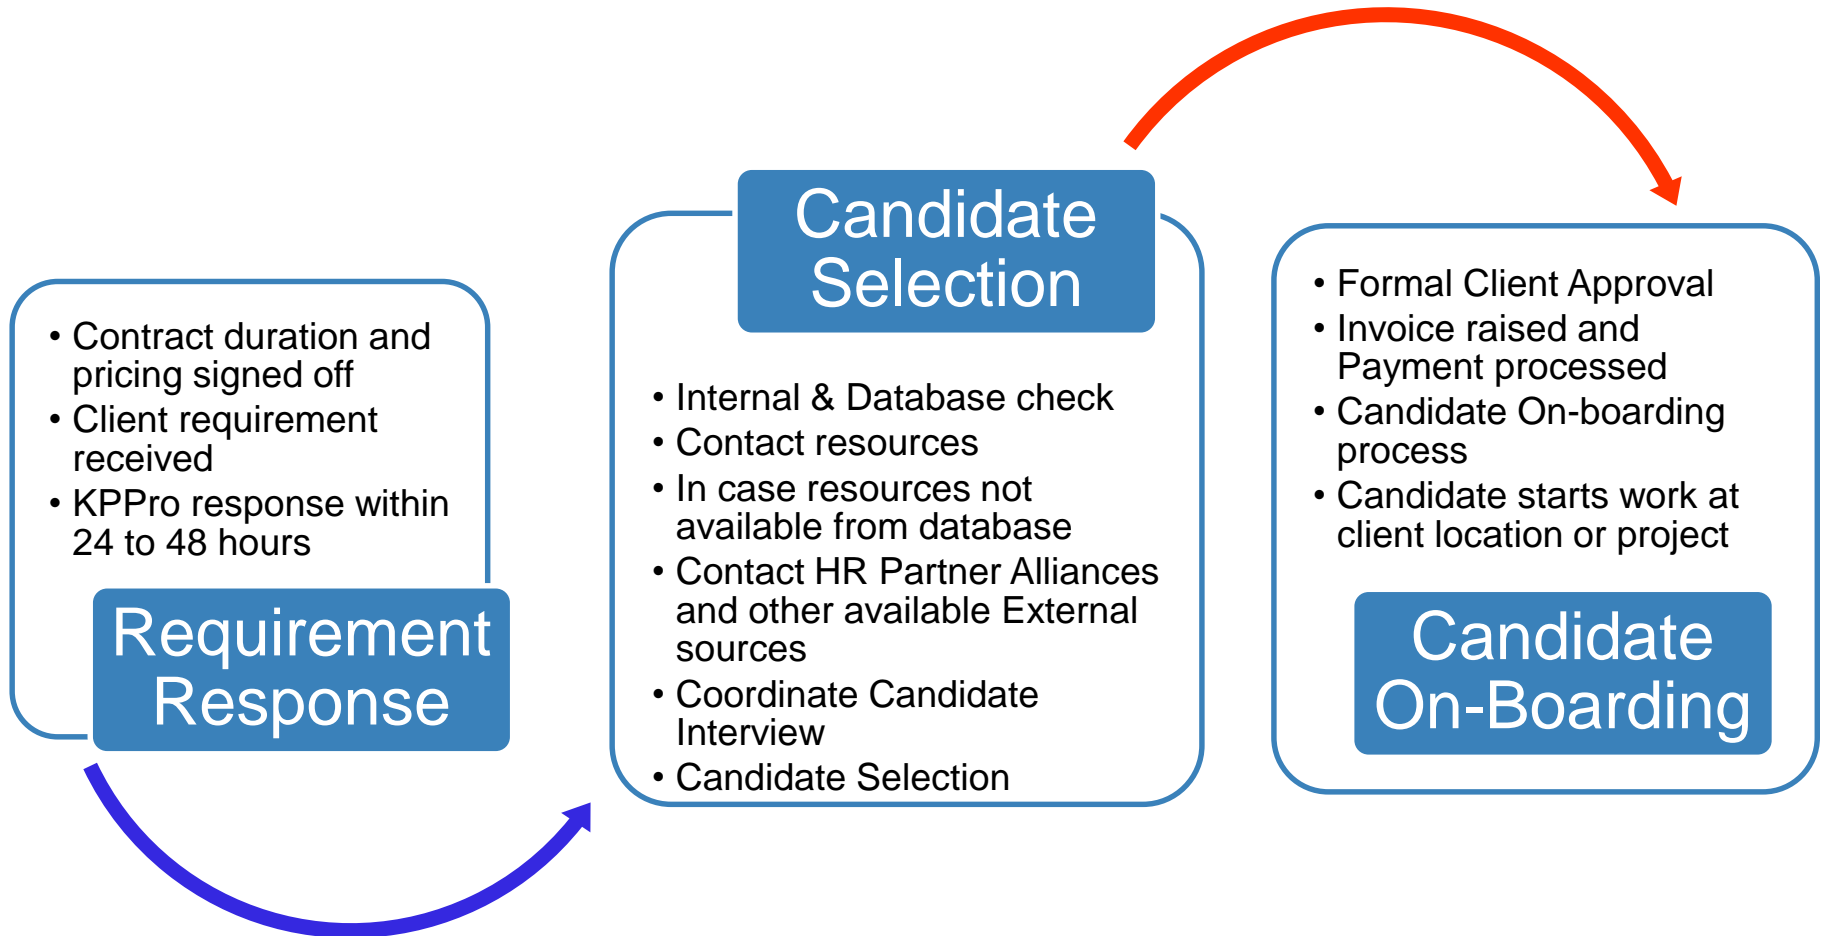 • Contract duration and
pricing signed off
• Client requirement
received
• KPPro response within
24 to 48 hours
Requirement
Response
Candidate
Selection
• Internal & Database check
• Contact resources
• In case resources not
available from database
• Contact HR Partner Alliances
and other available External
sources
• Coordinate Candidate
Interview
• Candidate Selection
• Formal Client Approval
• Invoice raised and
Payment processed
• Candidate On-boarding
process
• Candidate starts work at
client location or project
Candidate
On-Boarding